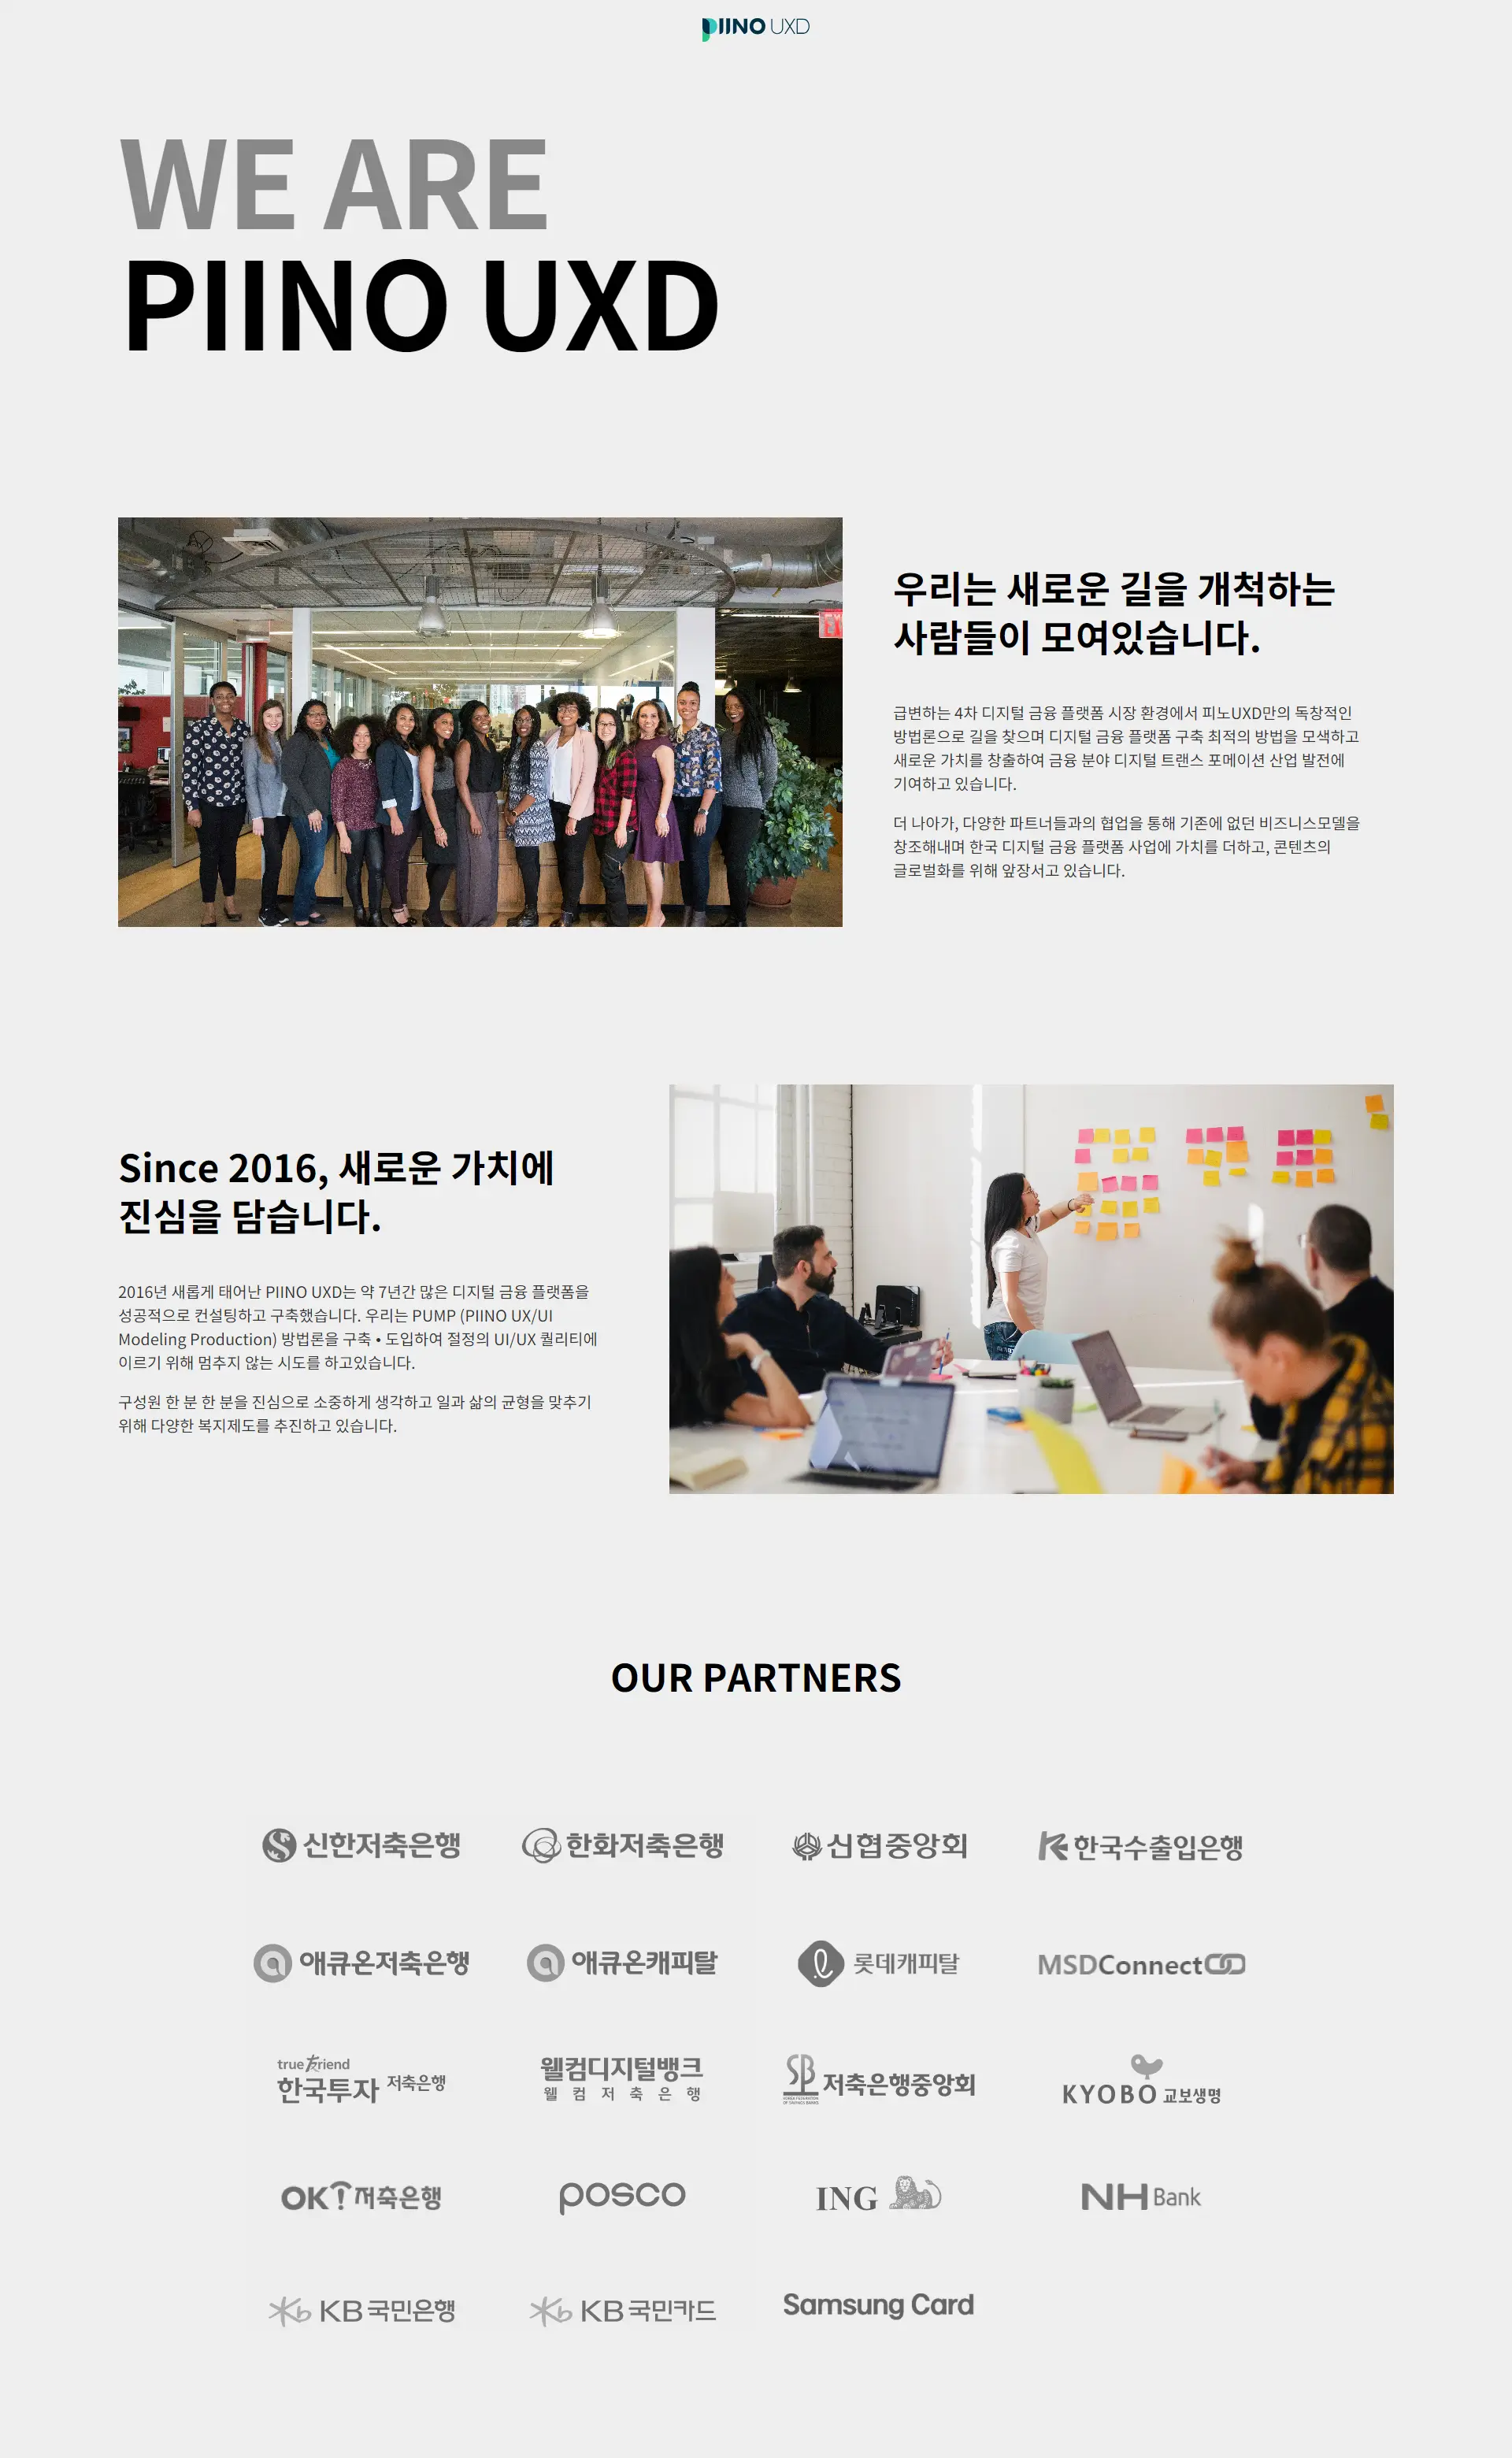 PIINO UXD
WE ARE
PIINO UXD
우리는 새로운 길을 개척하는
사람들이 모여있습니다.
급변하는 4차 디지털 금융 플랫폼 시장 환경에서 피노UXD만의 독창적인
방법론으로 길을 찾으며 디지털 금융 플랫폼 구축 최적의 방법을 모색하고
새로운 가치를 창출하여 금융 분야 디지털 트랜스 포메이션 산업 발전에
기여하고 있습니다.
더 나아가, 다양한 파트너들과의 협업을 통해 기존에 없던 비즈니스모델을
창조해내며 한국 디지털 금융 플랫폼 사업에 가치를 더하고, 콘텐츠의
글로벌화를 위해 앞장서고 있습니다.
Since 2016, 새로운 가치에
진심을 담습니다.
2016년 새롭게 태어난 PIINO UXD는 약 7년간 많은 디지털 금융 플랫폼을
성공적으로 컨설팅하고 구축했습니다. 우리는 PUMP (PIINO UX/UI
Modeling Production) 방법론을 구축 • 도입하여 절정의 UI/UX 퀄리티에
이르기 위해 멈추지 않는 시도를 하고있습니다.
구성원 한 분 한 분을 진심으로 소중하게 생각하고 일과 삶의 균형을 맞추기
위해 다양한 복지제도를 추진하고 있습니다.
OUR PARTNERS
신한저축은행
한화저축은행
신협중앙회
한국수출입은행
애큐온저축은행
애큐온캐피탈
롯데캐피탈
MSDConnect
true友riend
한국투자 저축은행
웰컴디지털뱅크
웰컴저축은행
SB 저축은행중앙회
KOREA FEDERATION
OF SAVINGS BANKS
KYOBO 교보생명
OK!저축은행
posco
ING
NH Bank
KB 국민은행
KB 국민카드
Samsung Card